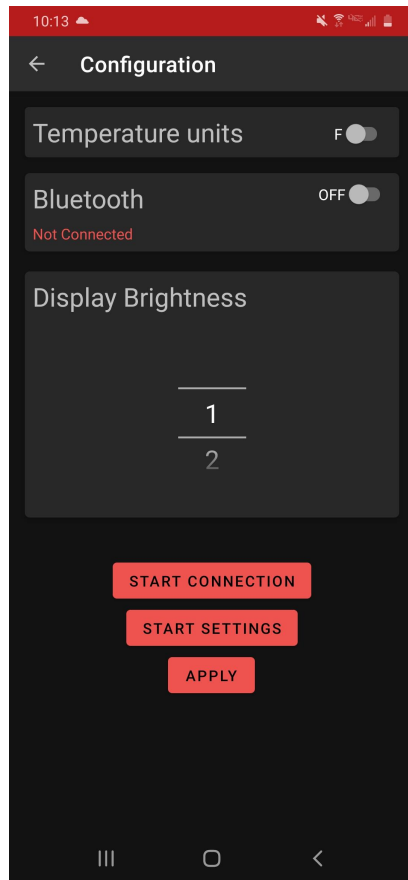 10:13
Configuration
Temperature units F
Bluetooth OFF
Not Connected
Display Brightness
1
2
START CONNECTION
START SETTINGS
APPLY